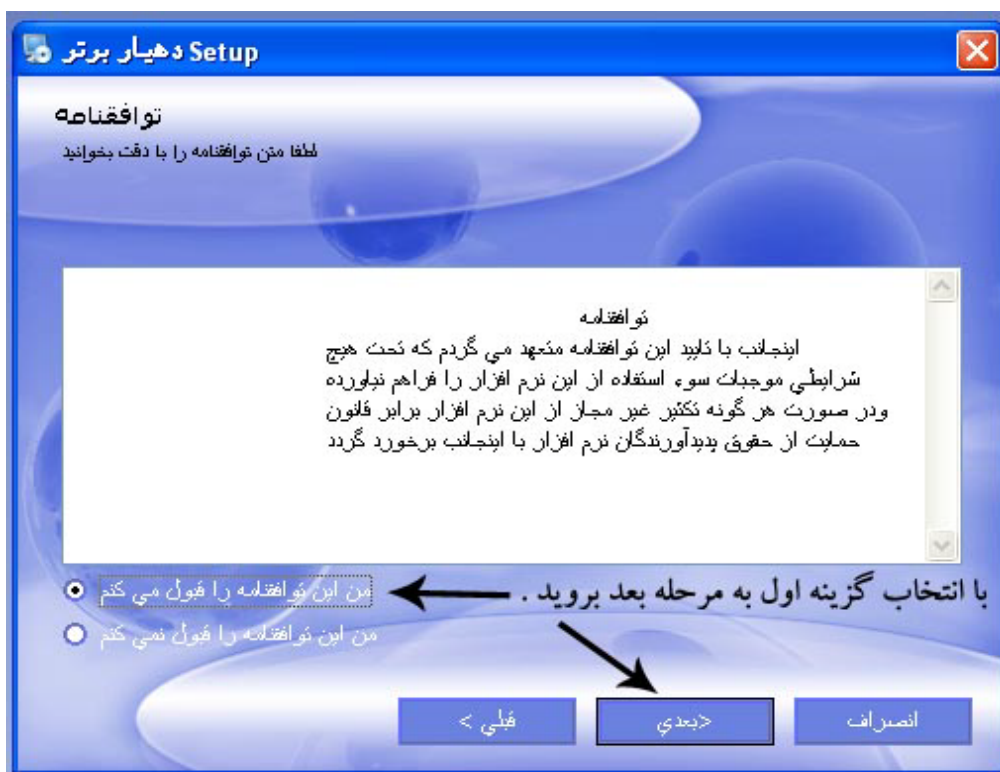 Setup دهیار برتر
توافقنامه
لطفا متن توافقنامه را با دقت بخوانید
توافقنامه
اینجانب با تایید این توافقنامه متعهد می گردم که تحت هیچ
شرایطی موجبات سوء استفاده از این نرم افزار را فراهم نیاورده
ودر صورت هر گونه تکثیر غیر مجاز از این نرم افزار برابر قانون
حمایت از حقوق پدیدآورندگان نرم افزار با اینجانب برخورد گردد
من این توافقنامه را قبول می کنم
با انتخاب گزینه اول به مرحله بعد بروید .
من این توافقنامه را قبول نمی کنم
قبلی >
<بعدی
انصراف